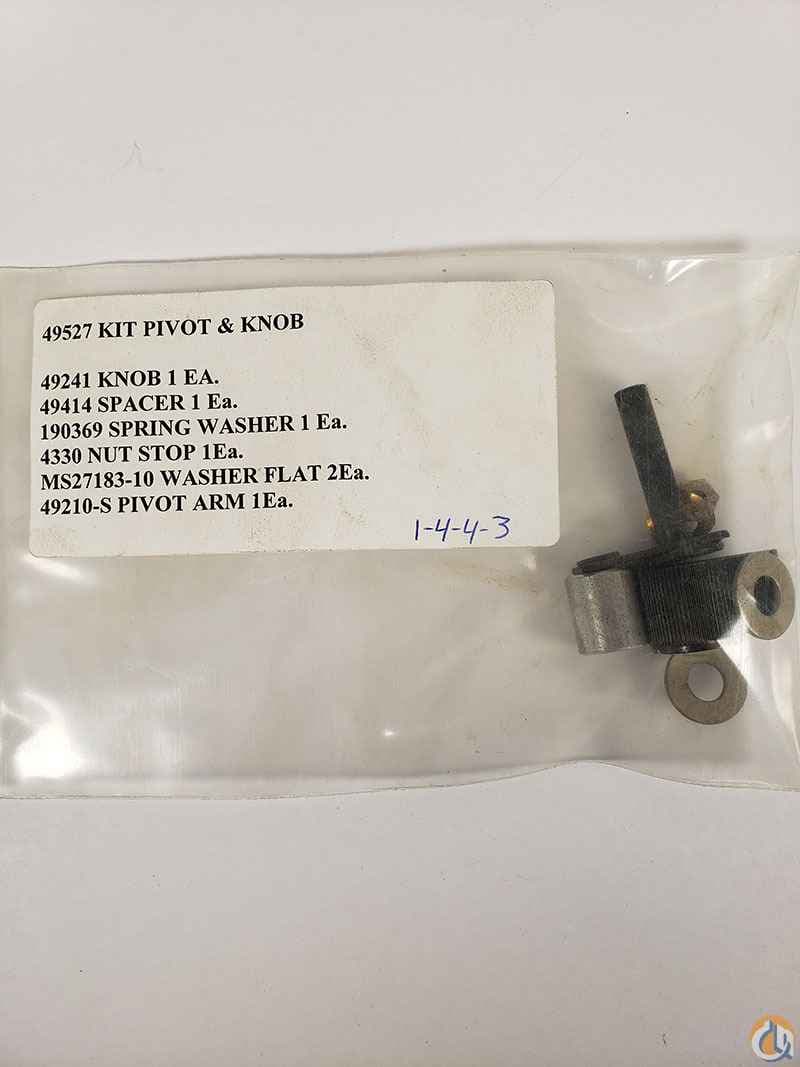 49527 KIT PIVOT & KNOB
49241 KNOB 1 EA.
49414 SPACER 1 Ea.
190369 SPRING WASHER 1 Ea.
4330 NUT STOP 1Ea.
MS27183-10 WASHER FLAT 2Ea.
49210-S PIVOT ARM 1Ea.
1-4-4-3